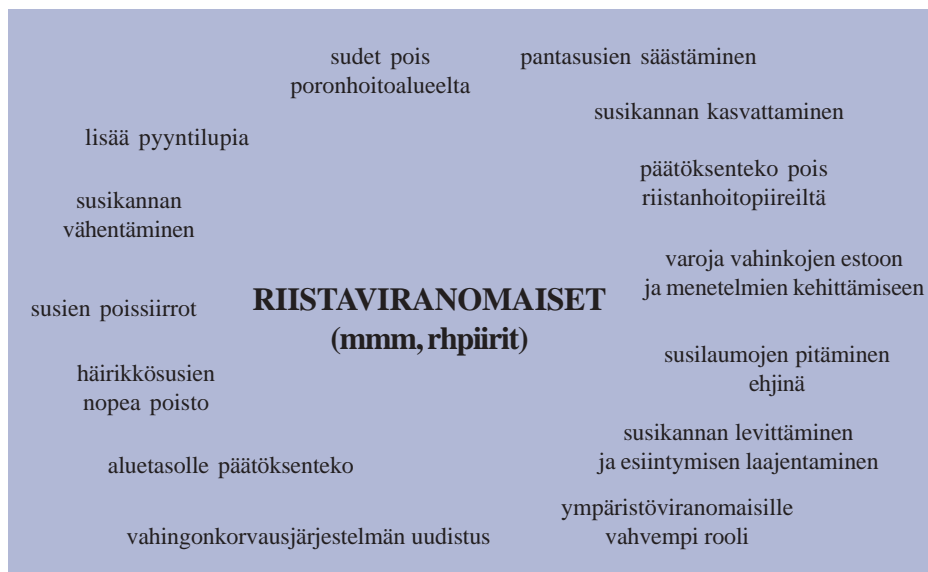 sudet pois
poronhoitoalueelta
pantasusien säästäminen
susikannan kasvattaminen
lisää pyyntilupia
päätöksenteko pois
riistanhoitopiireiltä
susikannan
vähentäminen
varoja vahinkojen estoon
ja menetelmien kehittämiseen
RIISTAVIRANOMAISET
(mmm, rhpiirit)
susien poissiirrot
susilaumojen pitäminen
ehjinä
häirikkösusien
nopea poisto
susikannan levittäminen
ja esiintymisen laajentaminen
aluetasolle päätöksenteko
ympäristöviranomaisille
vahvempi rooli
vahingonkorvausjärjestelmän uudistus